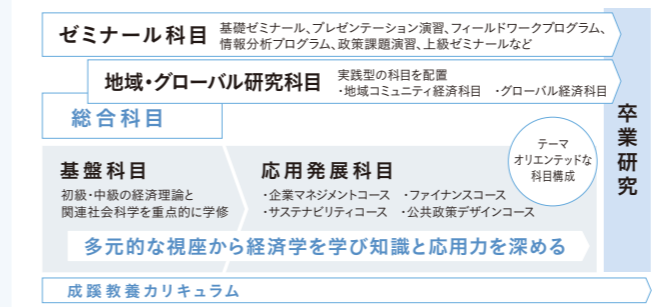 ゼミナール科目
基礎ゼミナール、プレゼンテーション演習、フィールドワークプログラム、
情報分析プログラム、政策課題演習、上級ゼミナールなど
地域・グローバル研究科目
実践型の科目を配置
・地域コミュニティ経済科目 ・グローバル経済科目
総合科目
基盤科目
初級・中級の経済理論と
関連社会科学を重点的に学修
応用発展科目
・企業マネジメントコース ・ファイナンスコース
・サステナビリティコース ・公共政策デザインコース
テーマ
オリエンテッドな
科目構成
多元的な視座から経済学を学び知識と応用力を深める
卒業研究
成蹊教養カリキュラム